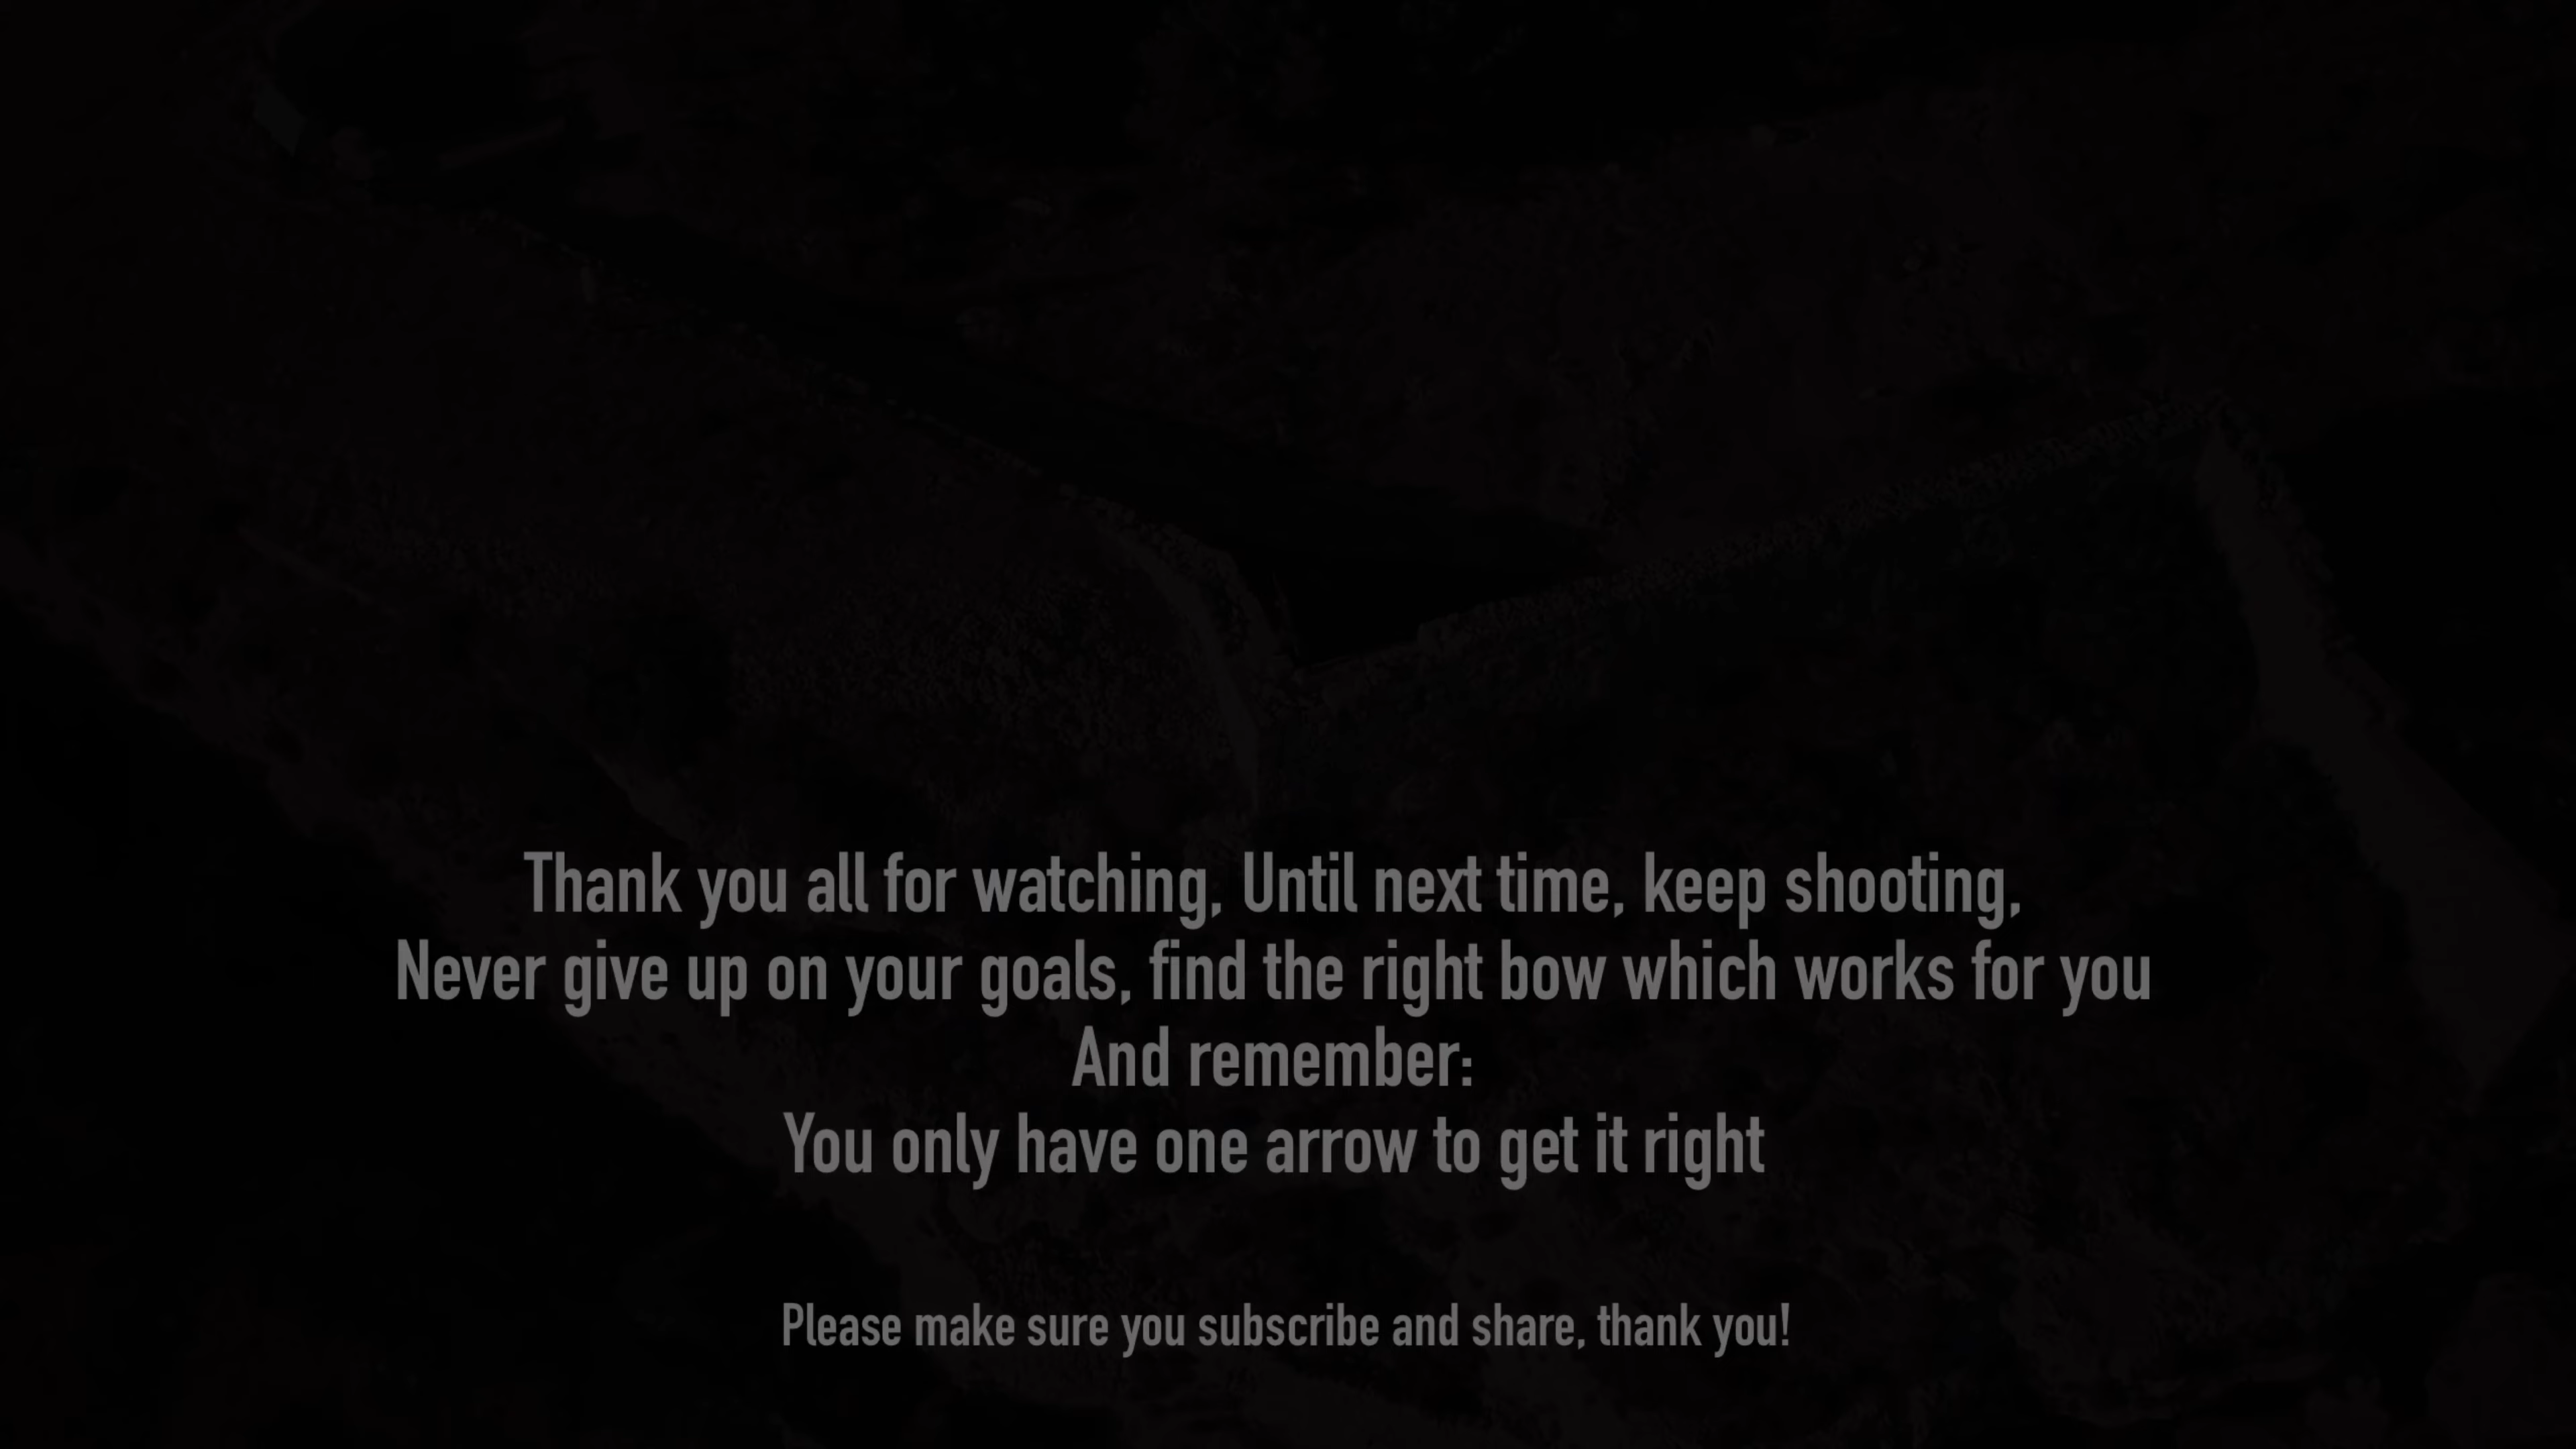 Thank you all for watching, Until next time, keep shooting,
Never give up on your goals, find the right bow which works for you
And remember:
You only have one arrow to get it right
Please make sure you subscribe and share, thank you!